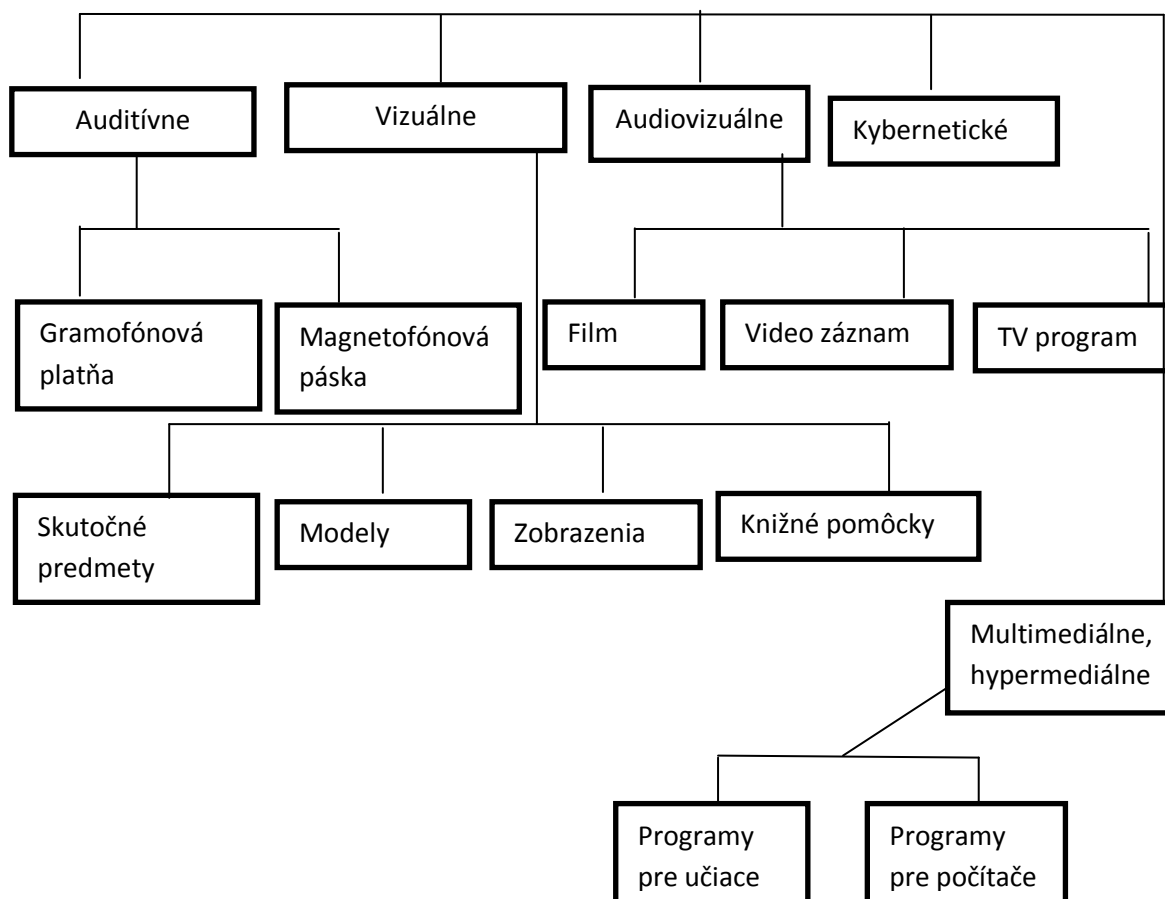 Auditívne
Vizuálne
Audiovizuálne
Kybernetické
Gramofónová
platňa
Magnetofónová
páska
Film
Video záznam
TV program
Skutočné
predmety
Modely
Zobrazenia
Knižné pomôcky
Multimediálne,
hypermediálne
Programy
pre učiace
Programy
pre počítače